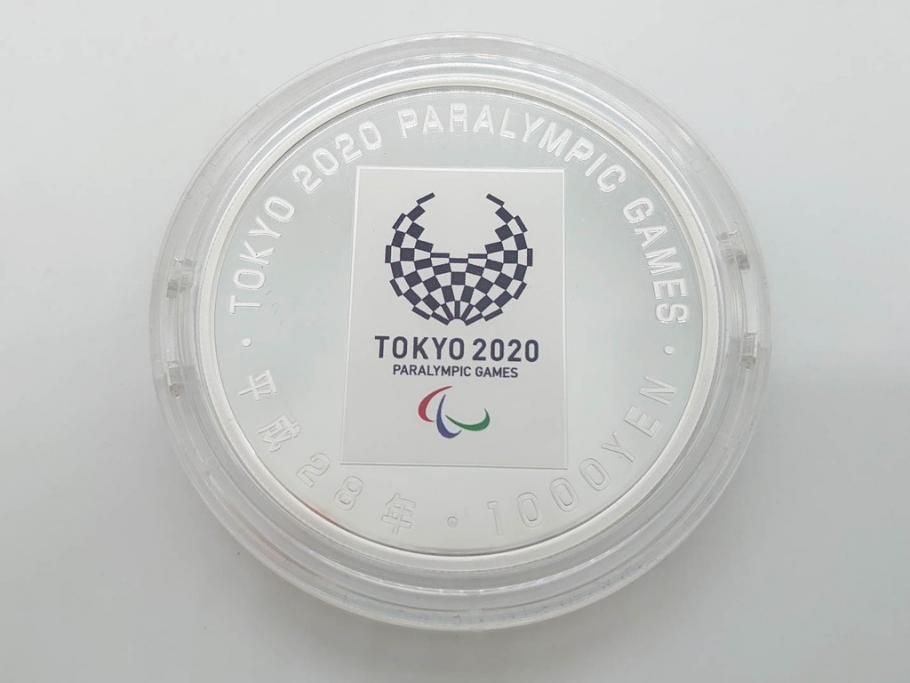 TOKYO 2020 PARALYMPIC GAMES
TOKYO 2020
PARALYMPIC GAMES
平成28年・1000YEN